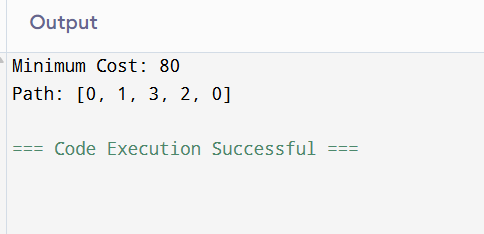 Output
Minimum Cost: 80
Path: [0, 1, 3, 2, 0]
=== Code Execution Successful ===